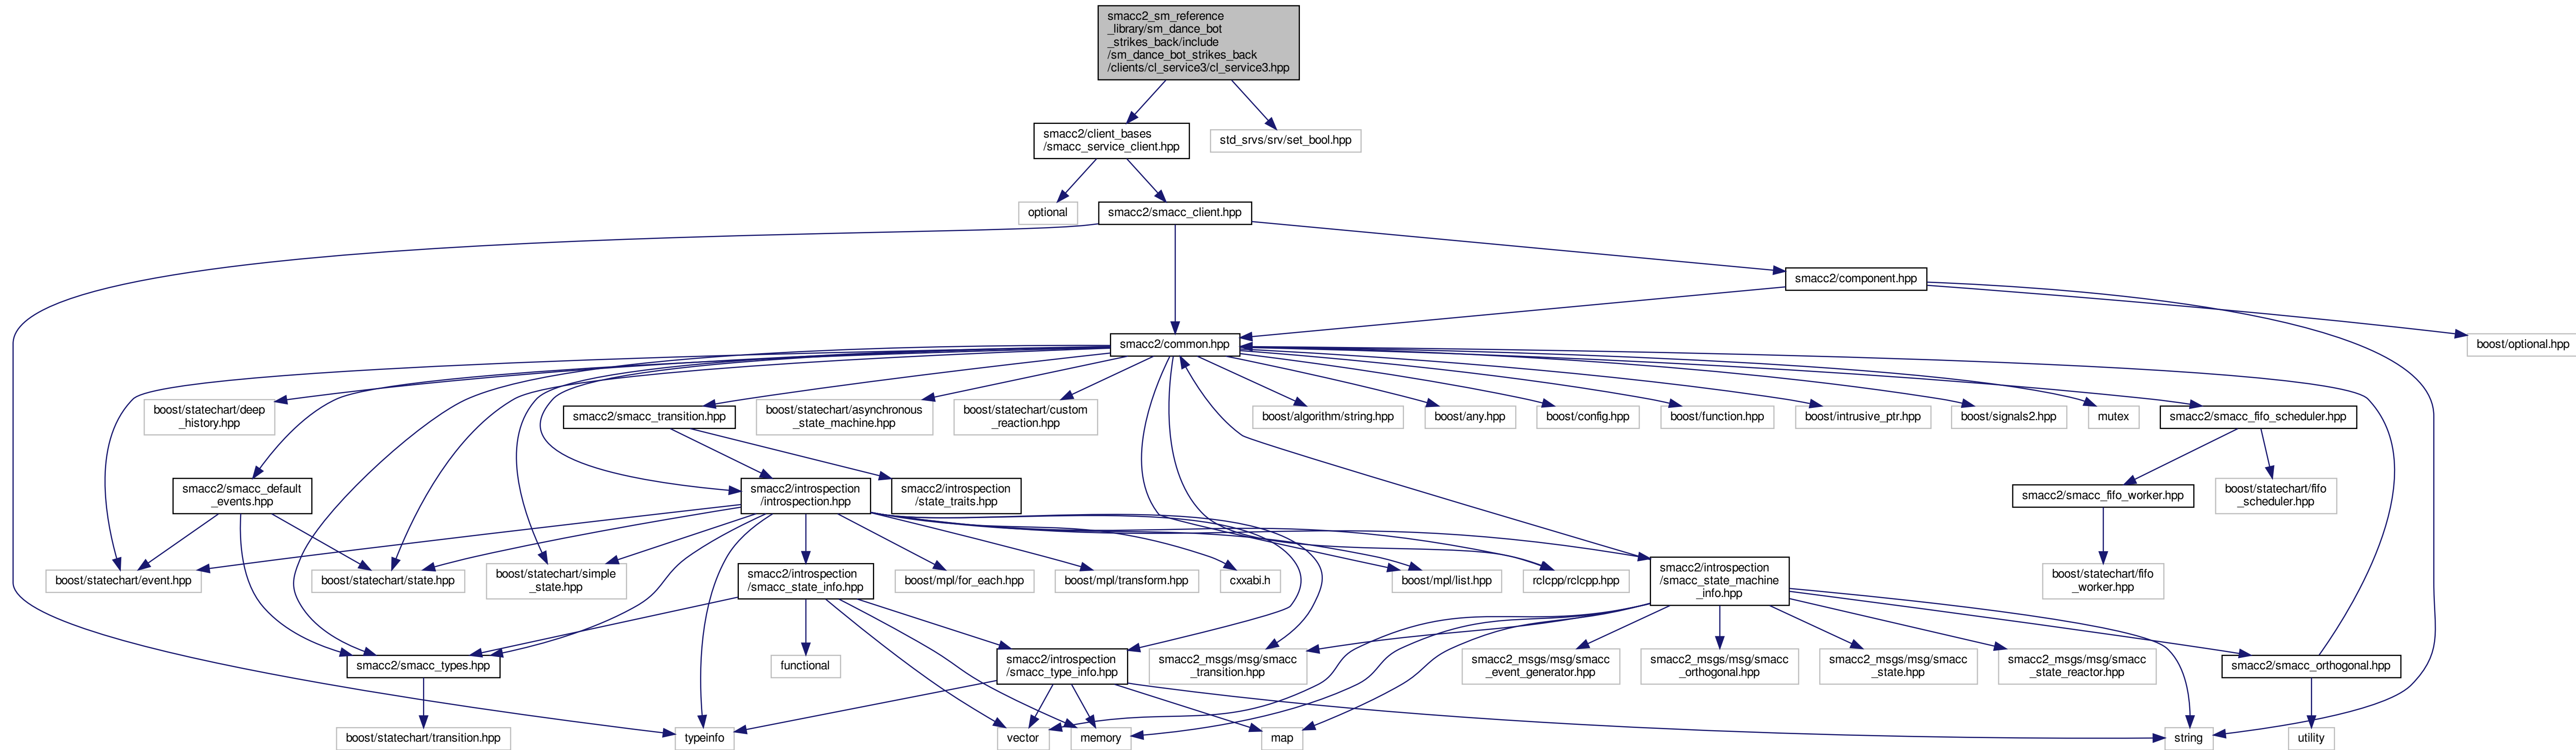 smacc2_sm_reference
_library/sm_dance_bot
_strikes_back/include
/sm_dance_bot_strikes_back
/clients/cl_service3/cl_service3.hpp
smacc2/client_bases
/smacc_service_client.hpp
std_srvs/srv/set_bool.hpp
optional
smacc2/smacc_client.hpp
smacc2/component.hpp
smacc2/common.hpp
boost/optional.hpp
boost/statechart/deep
_history.hpp
smacc2/smacc_transition.hpp
boost/statechart/asynchronous
_state_machine.hpp
boost/statechart/custom
_reaction.hpp
boost/algorithm/string.hpp
boost/any.hpp
boost/config.hpp
boost/function.hpp
boost/intrusive_ptr.hpp
boost/signals2.hpp
mutex
smacc2/smacc_fifo_scheduler.hpp
smacc2/smacc_default
_events.hpp
smacc2/introspection
/introspection.hpp
smacc2/introspection
/state_traits.hpp
smacc2/smacc_fifo_worker.hpp
boost/statechart/fifo
_scheduler.hpp
boost/statechart/event.hpp
boost/statechart/state.hpp
boost/statechart/simple
_state.hpp
smacc2/introspection
/smacc_state_info.hpp
boost/mpl/for_each.hpp
boost/mpl/transform.hpp
cxxabi.h
boost/mpl/list.hpp
rclcpp/rclcpp.hpp
smacc2/introspection
/smacc_state_machine
_info.hpp
boost/statechart/fifo
_worker.hpp
smacc2/smacc_types.hpp
functional
smacc2/introspection
/smacc_type_info.hpp
smacc2_msgs/msg/smacc
_transition.hpp
smacc2_msgs/msg/smacc
_event_generator.hpp
smacc2_msgs/msg/smacc
_orthogonal.hpp
smacc2_msgs/msg/smacc
_state.hpp
smacc2_msgs/msg/smacc
_state_reactor.hpp
smacc2/smacc_orthogonal.hpp
boost/statechart/transition.hpp
typeinfo
vector
memory
map
string
utility